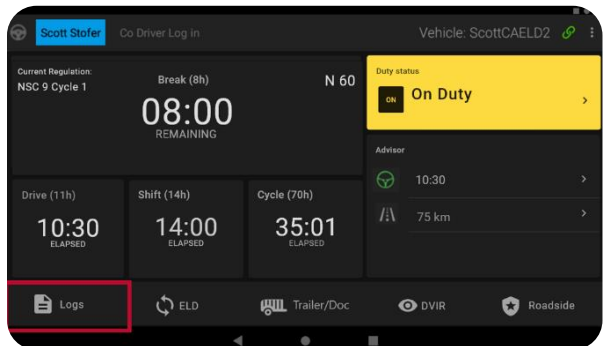 Scott Stofer
Co Driver Log in
Vehicle: ScottCAELD2
Current Regulation:
NSC 9 Cycle 1
Break (8h)
N 60
08:00
REMAINING
Duty status
ON
On Duty
Advisor
10:30
75 km
Drive (11h)
10:30
ELAPSED
Shift (14h)
14:00
ELAPSED
Cycle (70h)
35:01
ELAPSED
Logs
ELD
Trailer/Doc
DVIR
Roadside